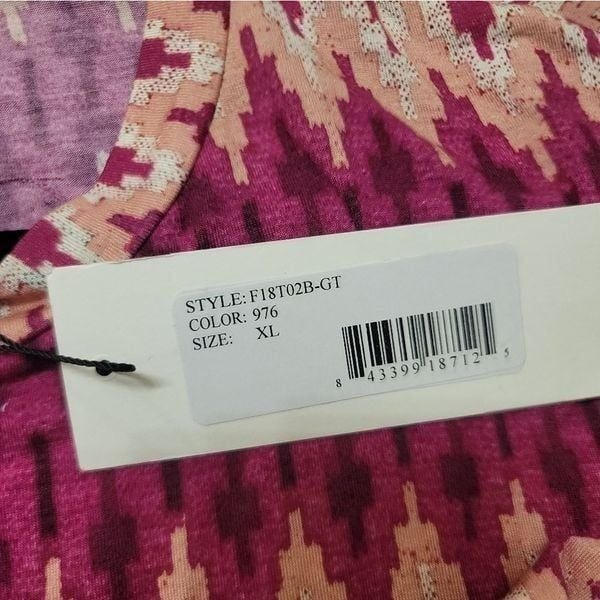 STYLE: F18T02B-GT
COLOR: 976
SIZE: XL
8 43399 18712 5